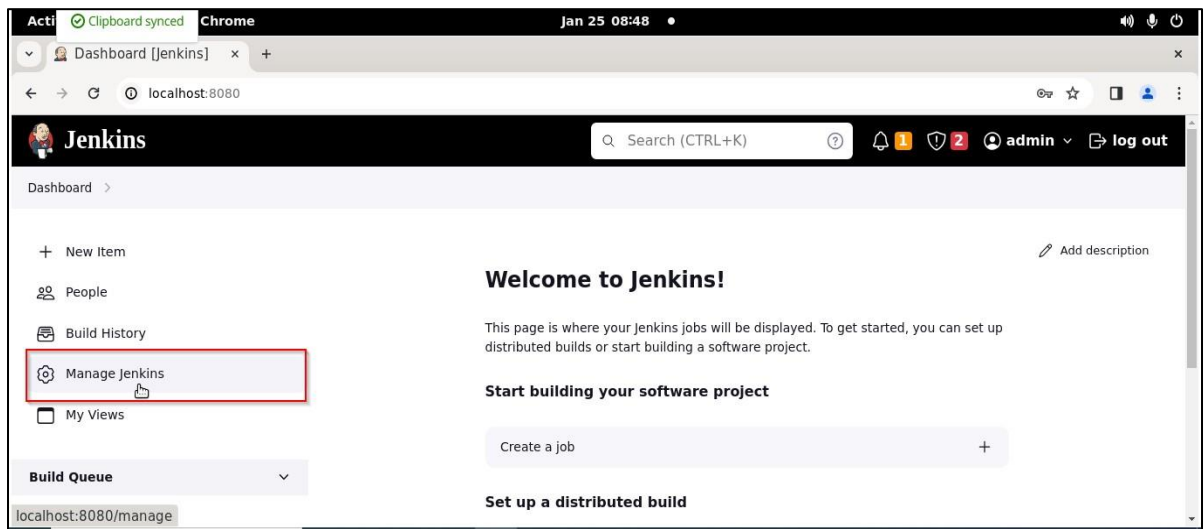 Acti
Clipboard synced
Chrome
Jan 25 08:48
Dashboard [Jenkins]
localhost:8080
Jenkins
Search (CTRL+K)
1
2
admin
log out
Dashboard
New Item
Add description
People
Build History
Manage Jenkins
My Views
Build Queue
localhost:8080/manage
Welcome to Jenkins!
This page is where your Jenkins jobs will be displayed. To get started, you can set up
distributed builds or start building a software project.
Start building your software project
Create a job
Set up a distributed build